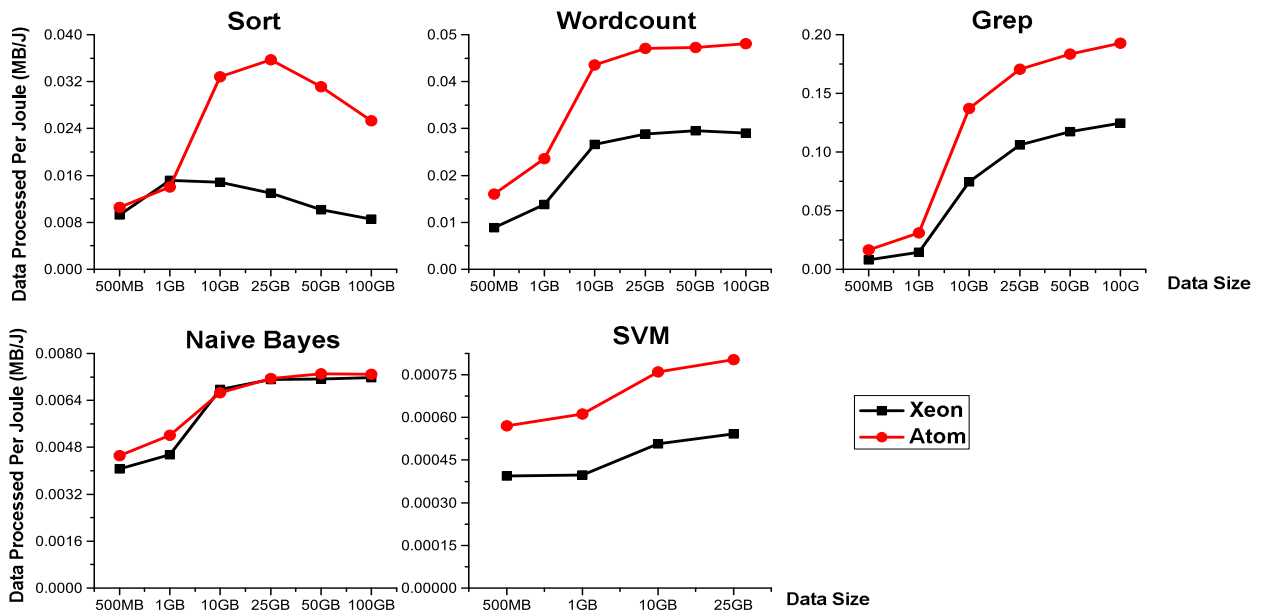 Sort
Data Processed Per Joule (MB/J)
0.040
0.032
0.024
0.016
0.008
0.000
500MB 1GB 10GB 25GB 50GB 100GB
Wordcount
0.05
0.04
0.03
0.02
0.01
0.00
500MB 1GB 10GB 25GB 50GB 100GB
Grep
0.20
0.15
0.10
0.05
0.00
500MB 1GB 10GB 25GB 50GB 100G
Data Size
Naive Bayes
Data Processed Per Joule (MB/J)
0.0080
0.0064
0.0048
0.0032
0.0016
0.0000
500MB 1GB 10GB 25GB 50GB 100GB
SVM
0.00075
0.00060
0.00045
0.00030
0.00015
0.00000
500MB 1GB 10GB 25GB
Data Size
Xeon
Atom